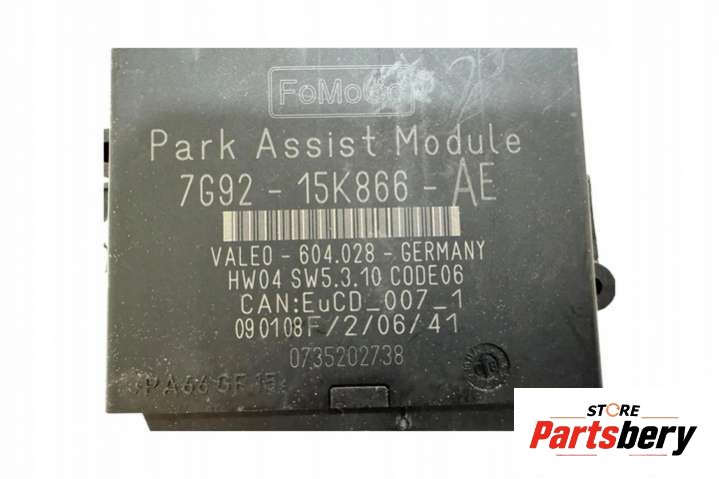 FoMoCo
Park Assist Module
7G92 - 15K866 - AE
VALEO - 604.028 - GERMANY
HW04 SW5.3.10 CODE06
CAN:EuCD_007_1
090108F/2/06/41
0735202738
PA66 GF 15
STORE
Partsbery